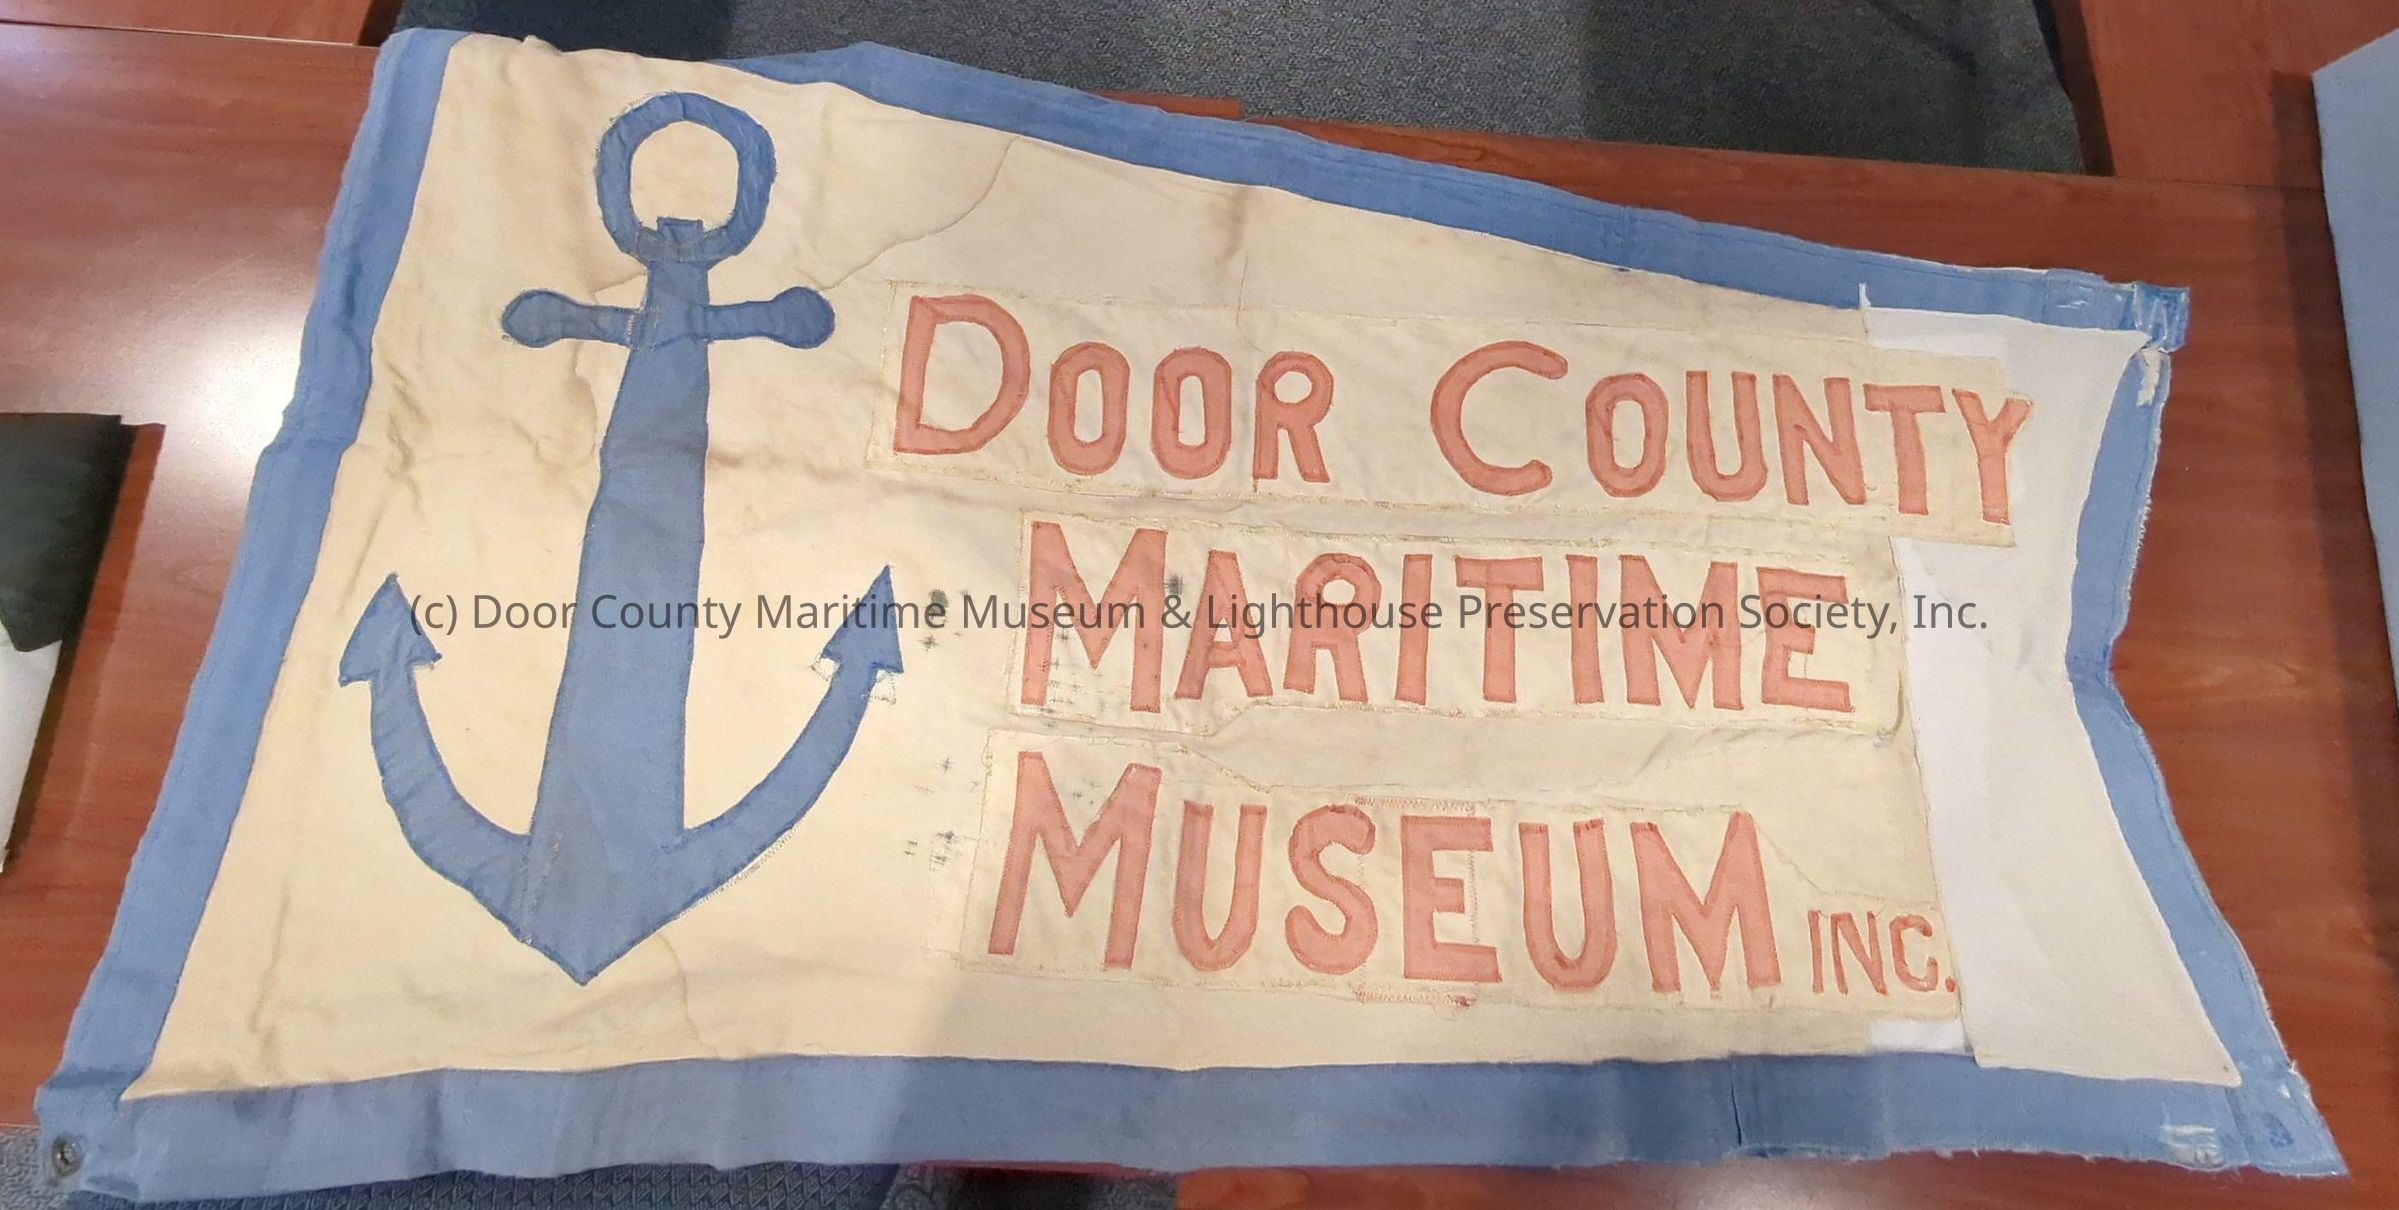 DOOR COUNTY
MARITIME
(c) Door County Maritime Museum & Lighthouse Preservation Society, Inc.
MUSEUM INC.